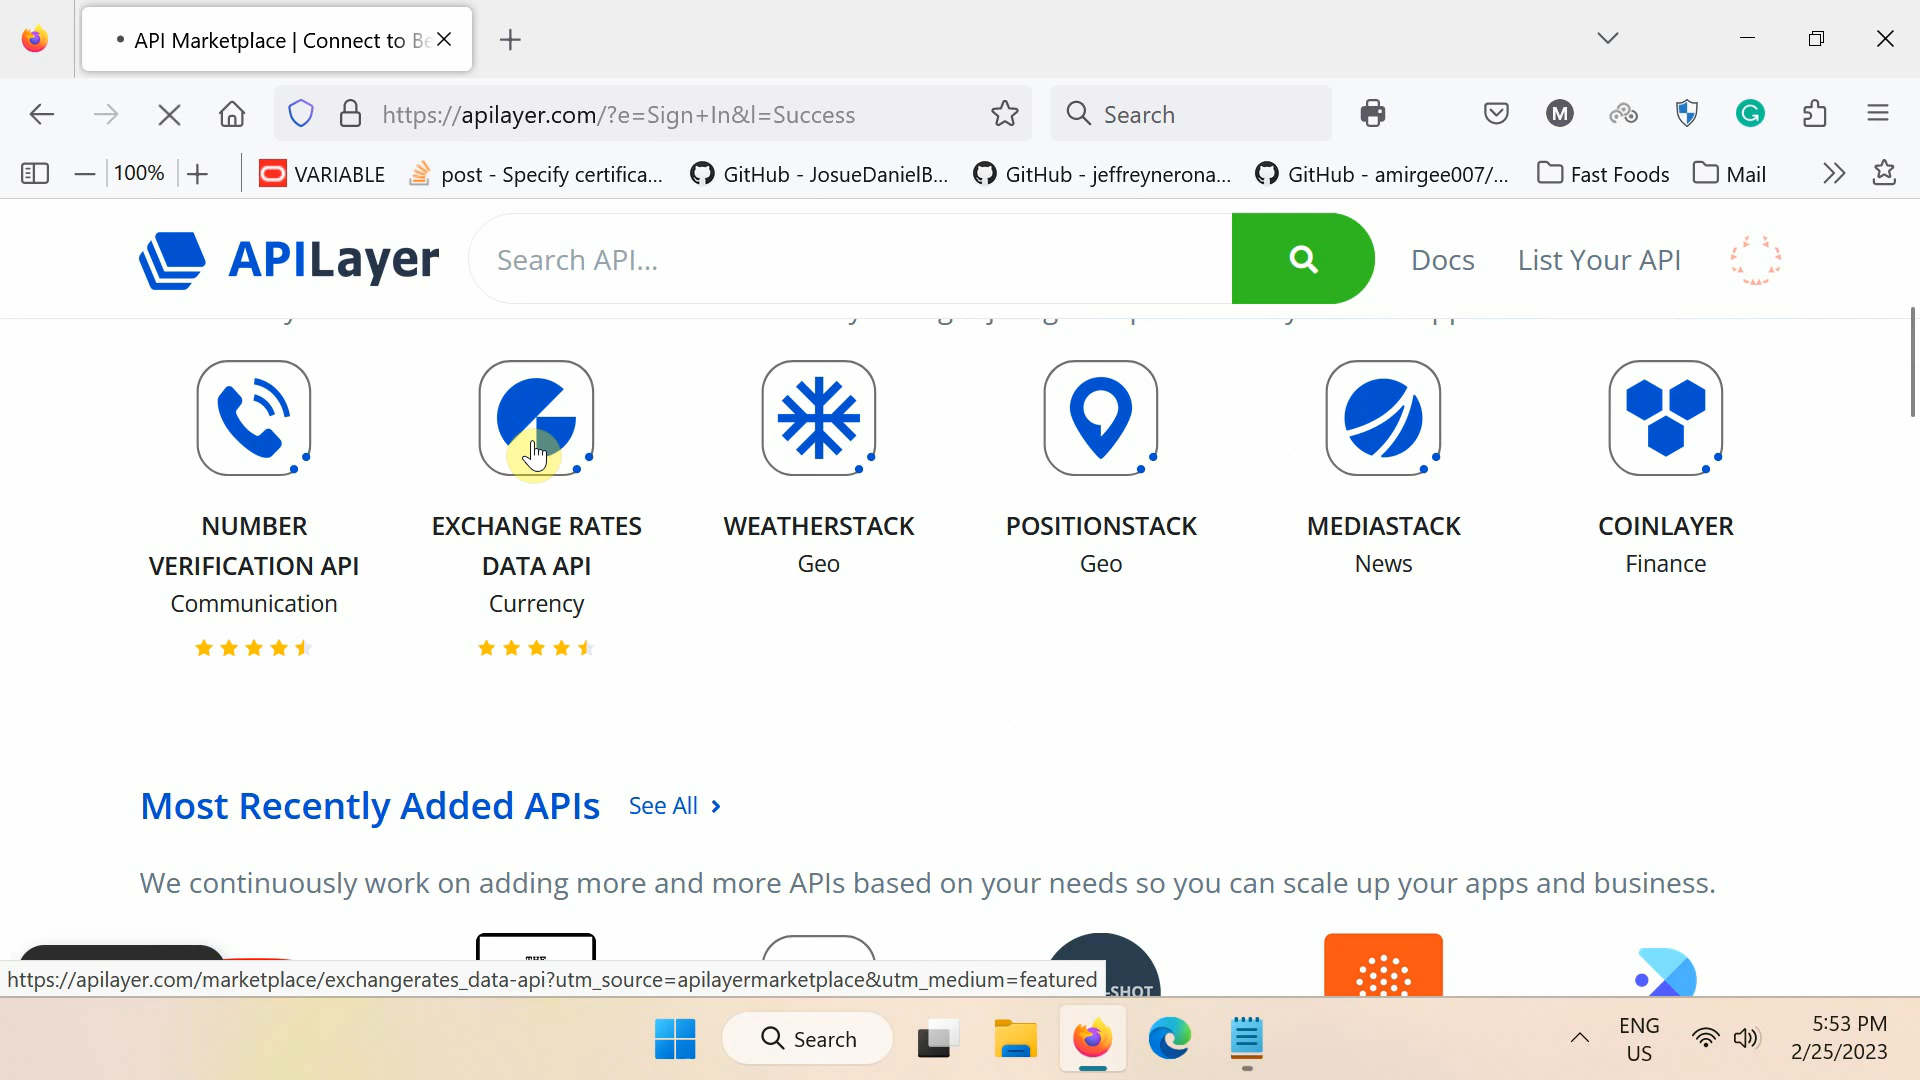 API Marketplace | Connect to Be
https://apilayer.com/?e=Sign+In&l=Success
Search
M
G
100%
VARIABLE
post - Specify certifica...
GitHub - JosueDanielB...
GitHub - jeffreynerona...
GitHub - amirgee007/...
Fast Foods
Mail
APILayer
Search API...
Docs
List Your API
NUMBER
VERIFICATION API
Communication
EXCHANGE RATES
DATA API
Currency
WEATHERSTACK
Geo
POSITIONSTACK
Geo
MEDIASTACK
News
COINLAYER
Finance
Most Recently Added APIs
See All
We continuously work on adding more and more APIs based on your needs so you can scale up your apps and business.
THE
-SHOT
https://apilayer.com/marketplace/exchangerates_data-api?utm_source=apilayermarketplace&utm_medium=featured
Search
ENG
US
5:53 PM
2/25/2023